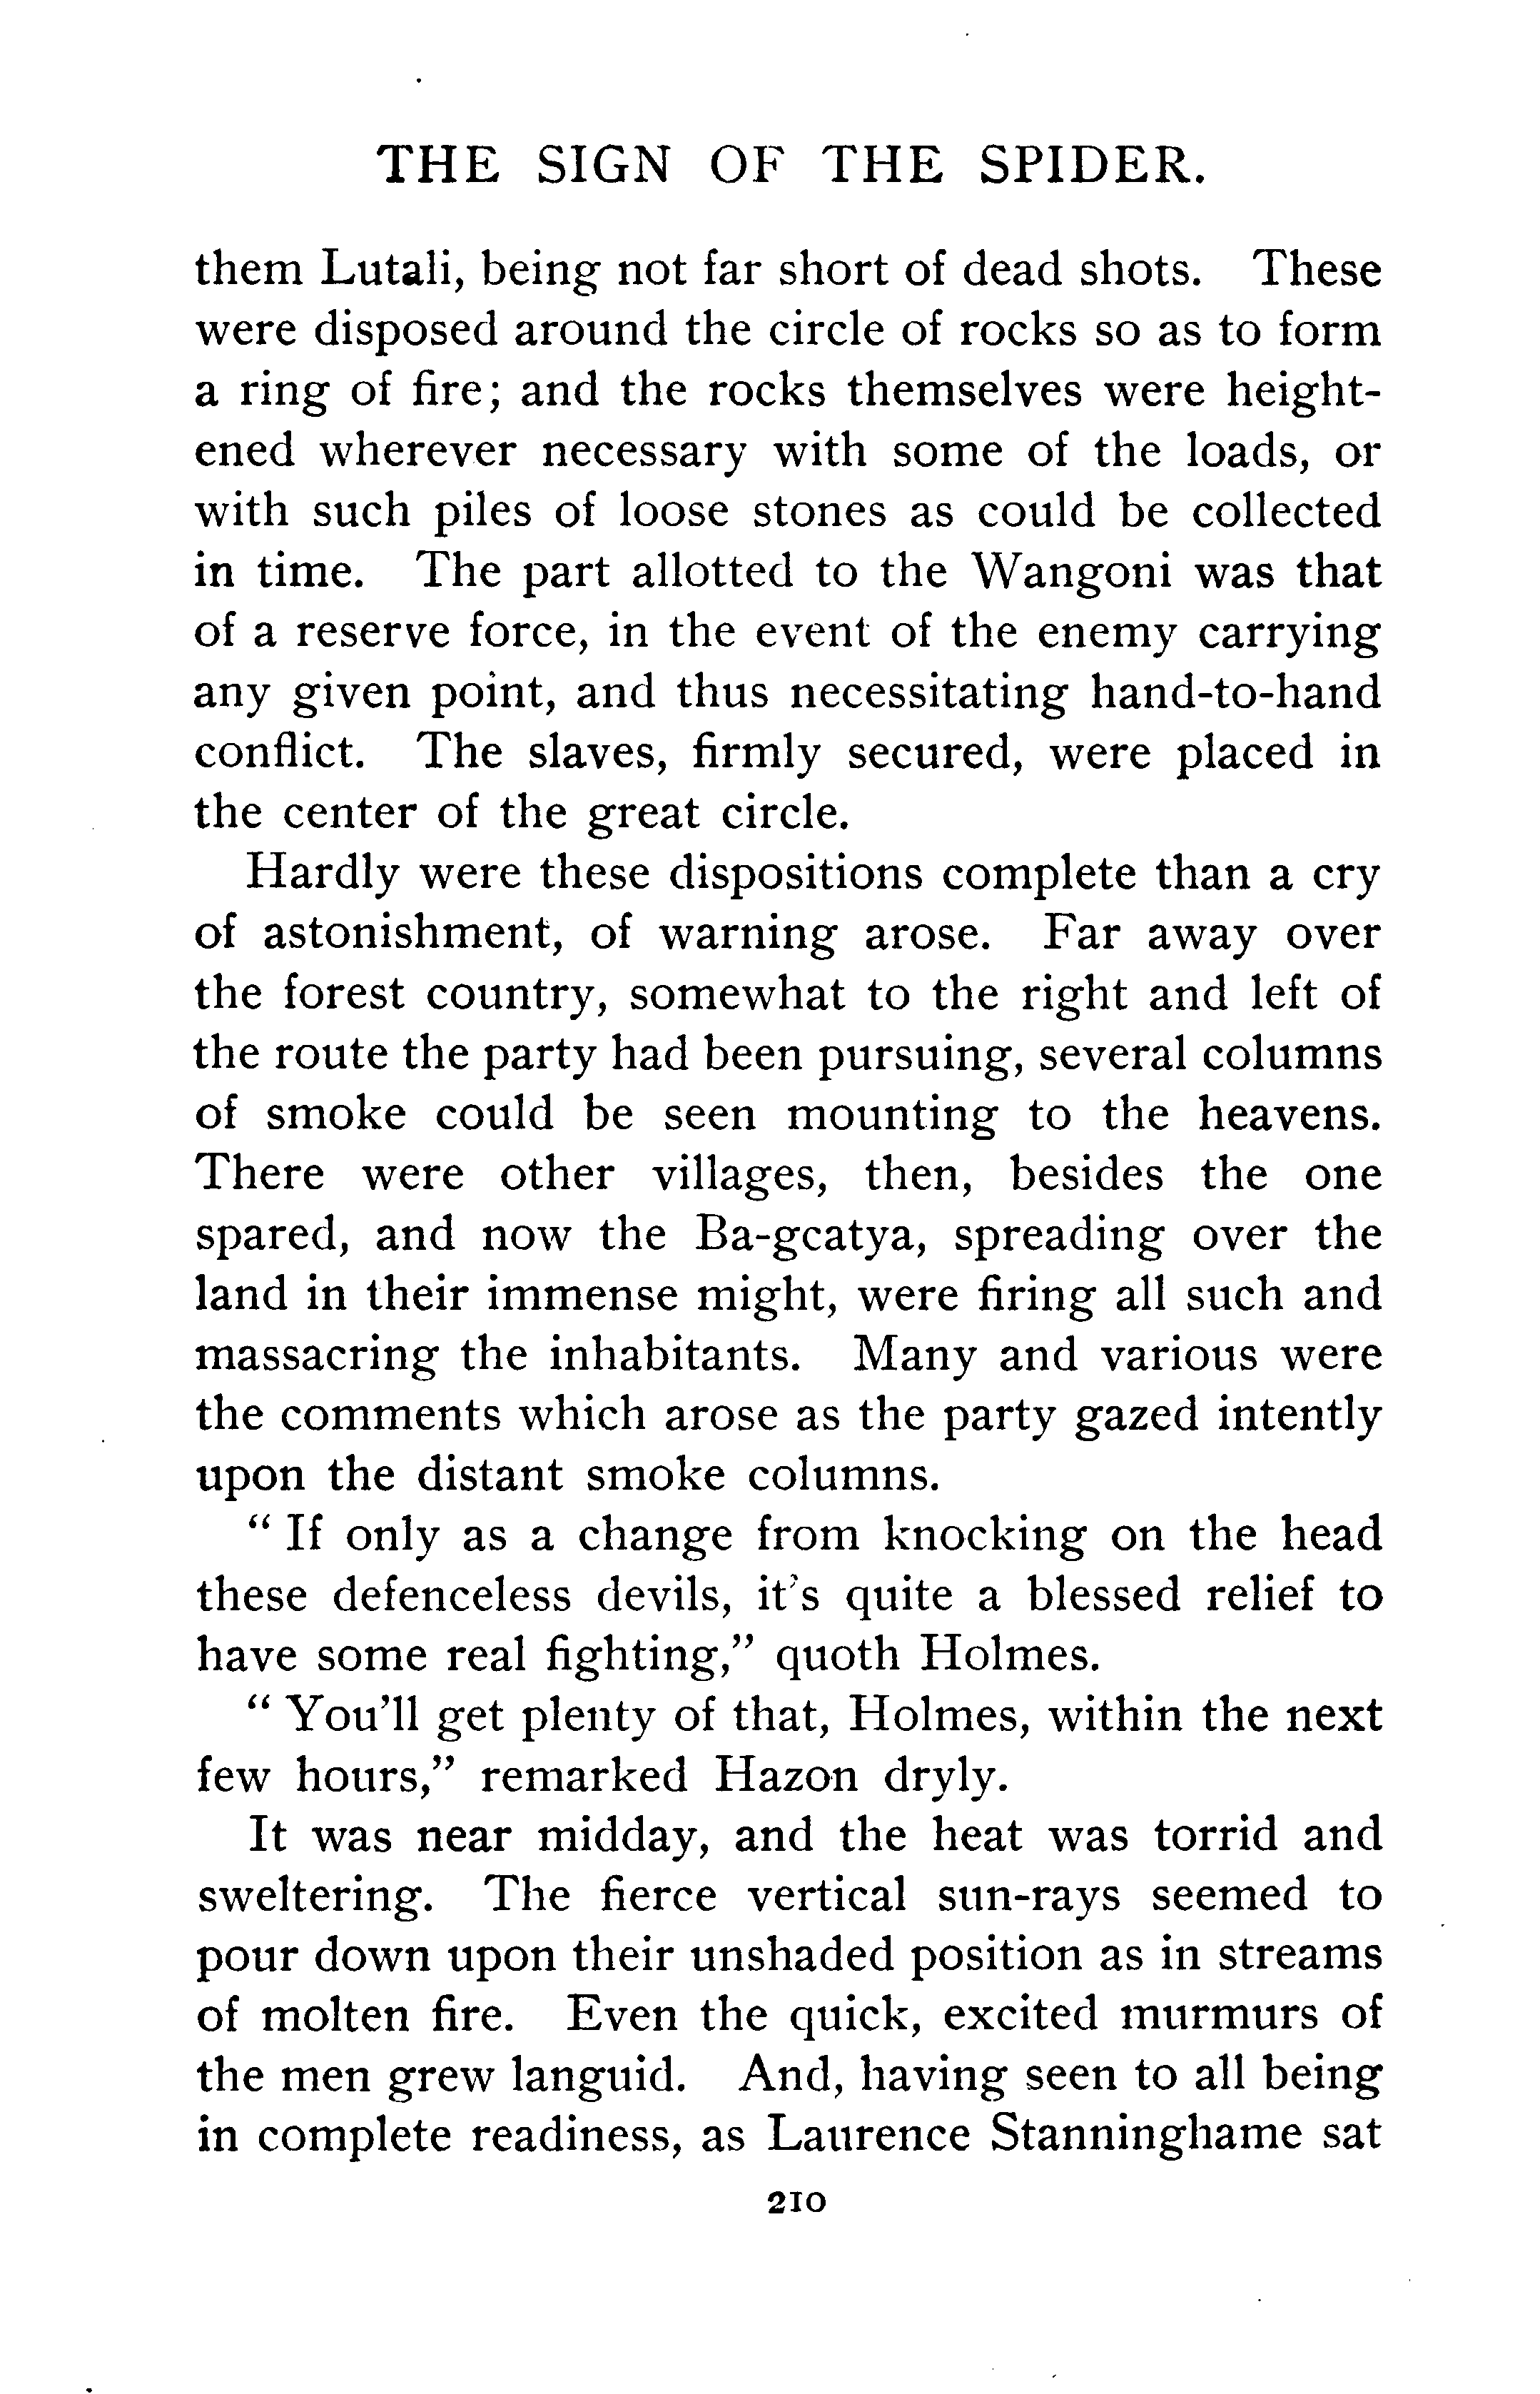 THE SIGN OF THE SPIDER.
them Lutali, being not far short of dead shots. These
were disposed around the circle of rocks so as to form
a ring of fire; and the rocks themselves were height-
ened wherever necessary with some of the loads, or
with such piles of loose stones as could be collected
in time. The part allotted to the Wangoni was that
of a reserve force, in the event of the enemy carrying
any given point, and thus necessitating hand-to-hand
conflict. The slaves, firmly secured, were placed in
the center of the great circle.
Hardly were these dispositions complete than a cry
of astonishment, of warning arose. Far away over
the forest country, somewhat to the right and left of
the route the party had been pursuing, several columns
of smoke could be seen mounting to the heavens.
There were other villages, then, besides the one
spared, and now the Ba-gcatya, spreading over the
land in their immense might, were firing all such and
massacring the inhabitants. Many and various were
the comments which arose as the party gazed intently
upon the distant smoke columns.
“ If only as a change from knocking on the head
these defenceless devils, it’s quite a blessed relief to
have some real fighting,” quoth Holmes.
“ You’ll get plenty of that, Holmes, within the next
few hours,” remarked Hazon dryly.
It was near midday, and the heat was torrid and
sweltering. The fierce vertical sun-rays seemed to
pour down upon their unshaded position as in streams
of molten fire. Even the quick, excited murmurs of
the men grew languid. And, having seen to all being
in complete readiness, as Laurence Stanninghame sat
210